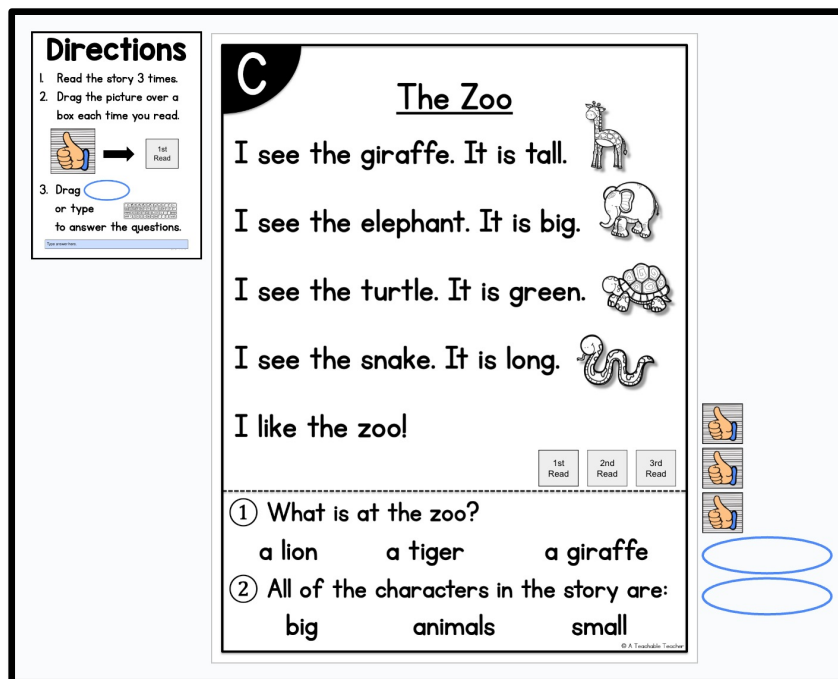 Directions
1. Read the story 3 times.
2. Drag the picture over a
box each time you read.
1st
Read
3. Drag
or type
to answer the questions.
Type answer here
C
The Zoo
I see the giraffe. It is tall.
I see the elephant. It is big.
I see the turtle. It is green.
I see the snake. It is long.
I like the zoo!
1st
Read
2nd
Read
3rd
Read
1 What is at the zoo?
a lion a tiger a giraffe
2 All of the characters in the story are:
big animals small
© A Teachable Teacher